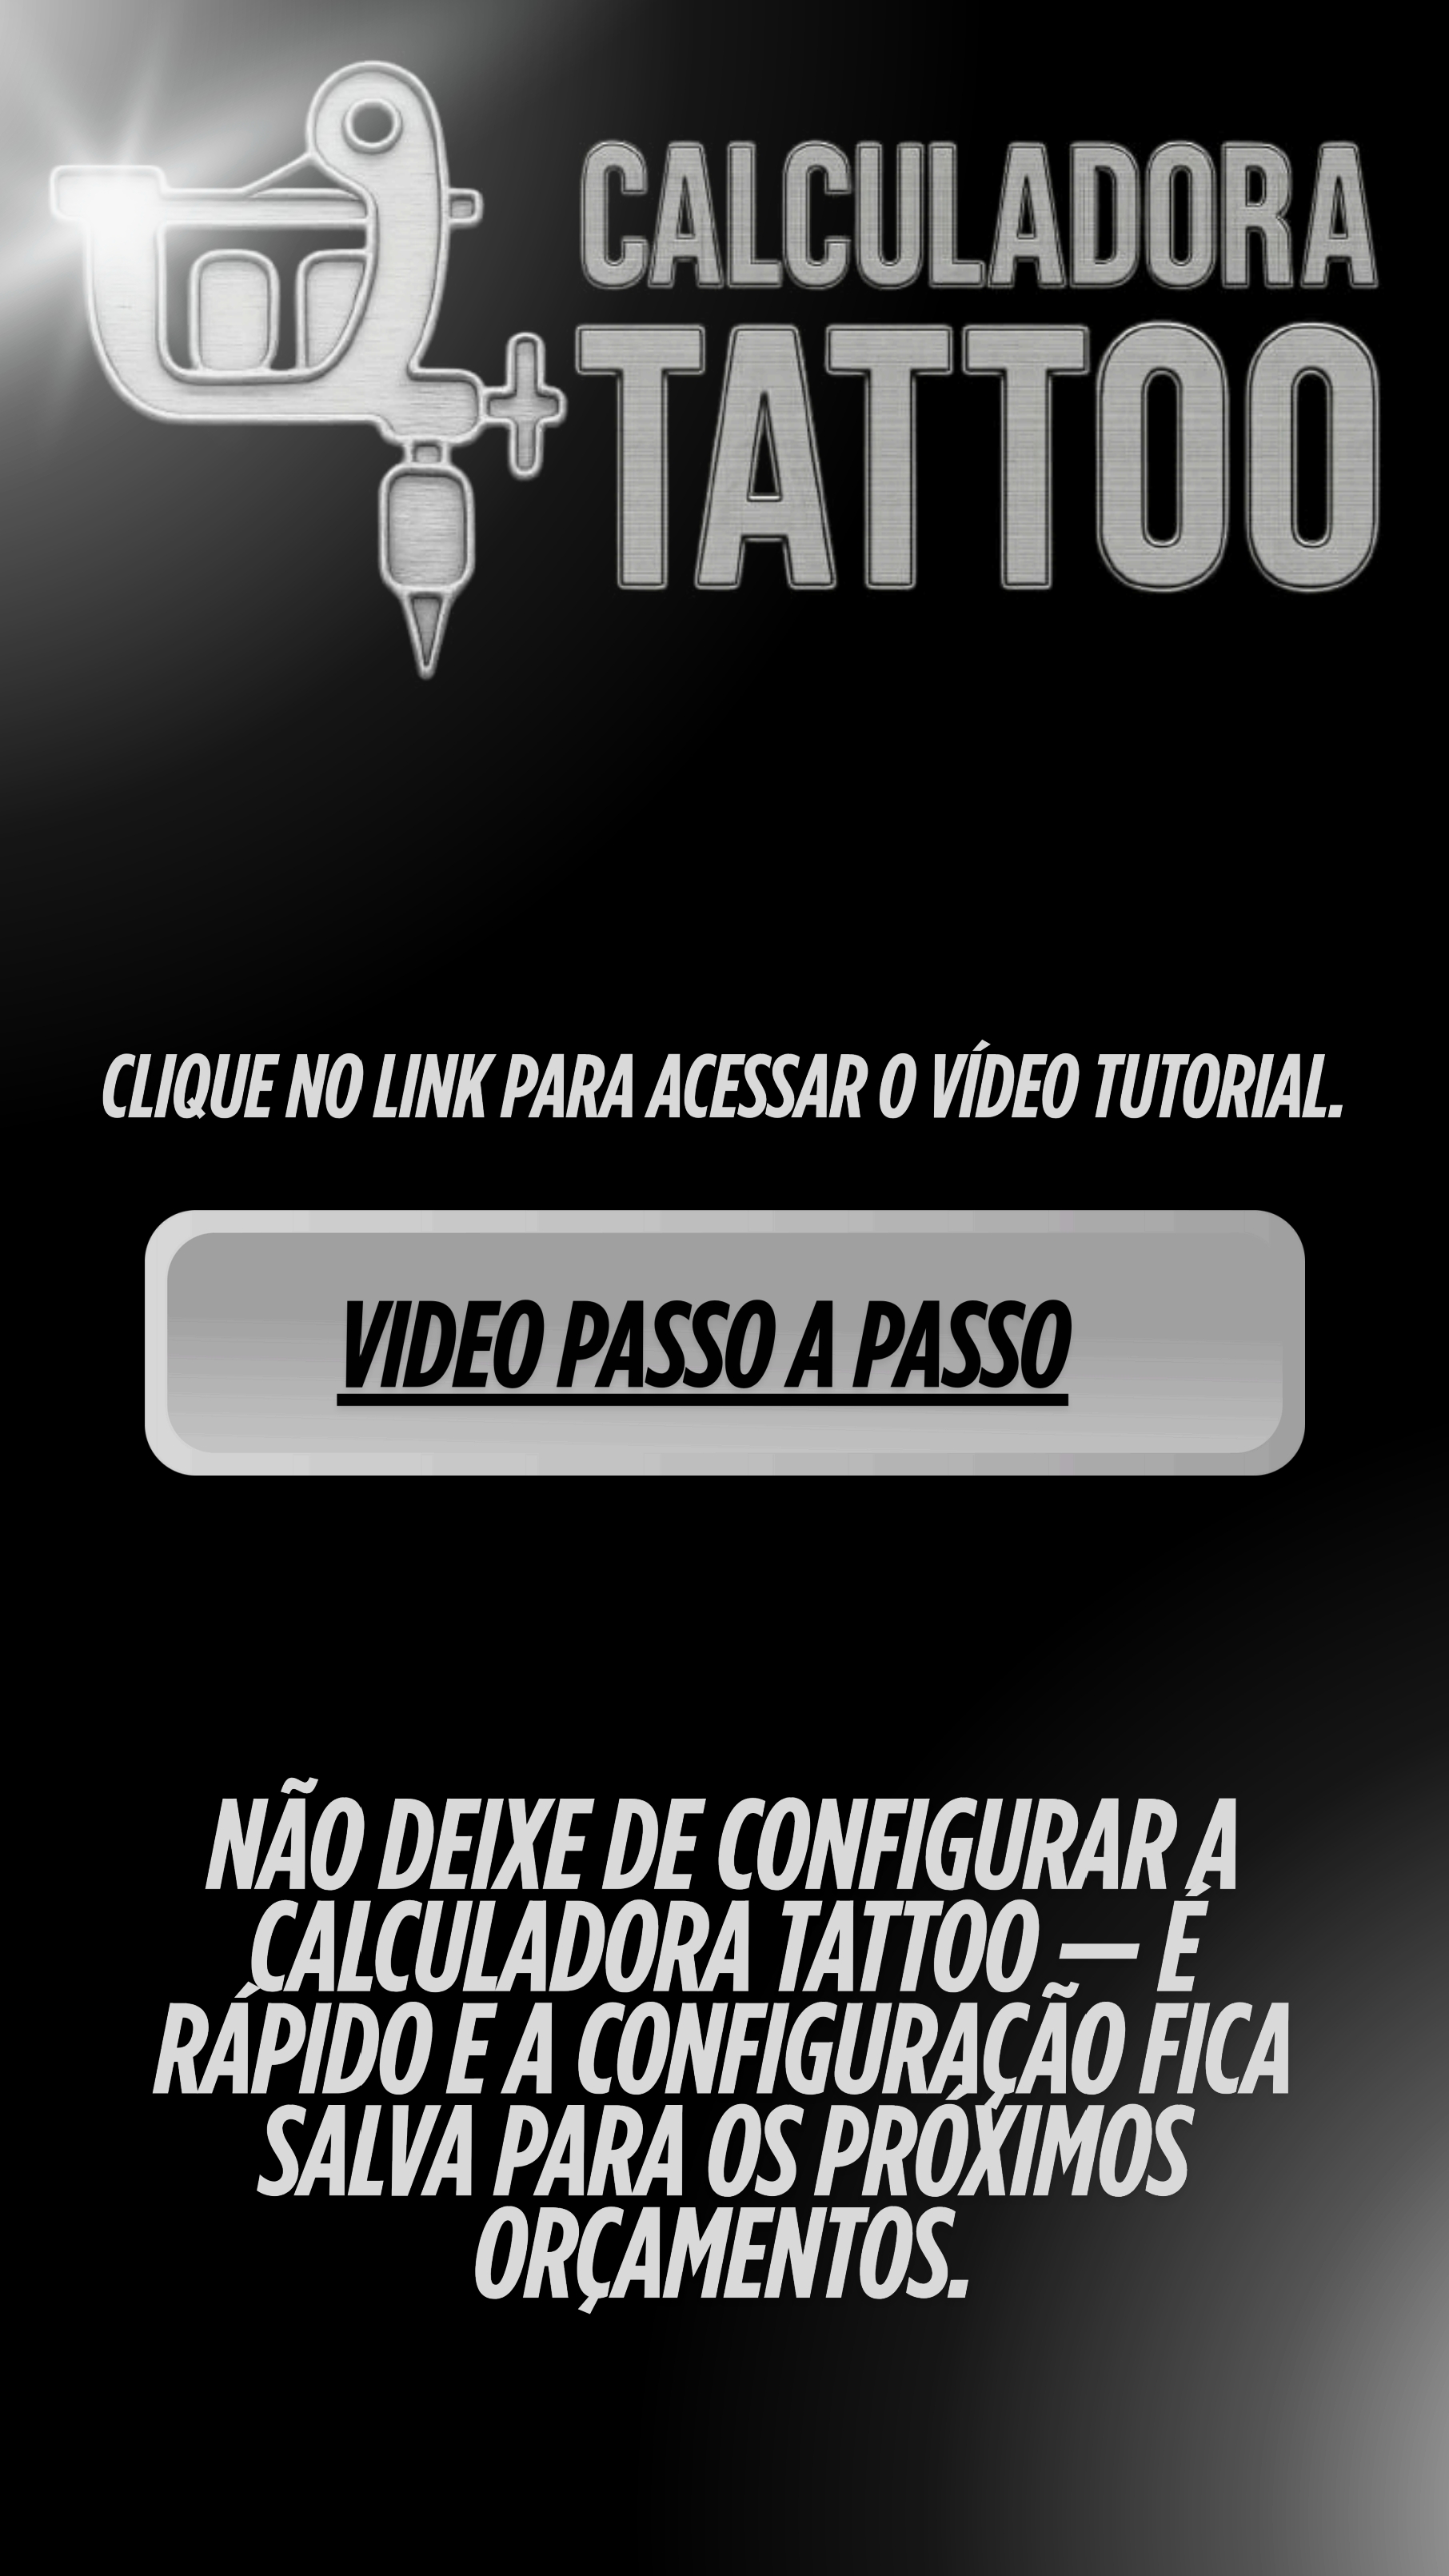 CALCULADORA
TATTOO
CLIQUE NO LINK PARA ACESSAR O VÍDEO TUTORIAL.
VIDEO PASSO A PASSO
NÃO DEIXE DE CONFIGURAR A
CALCULADORA TATTOO — É
RÁPIDO E A CONFIGURAÇÃO FICA
SALVA PARA OS PRÓXIMOS
ORÇAMENTOS.